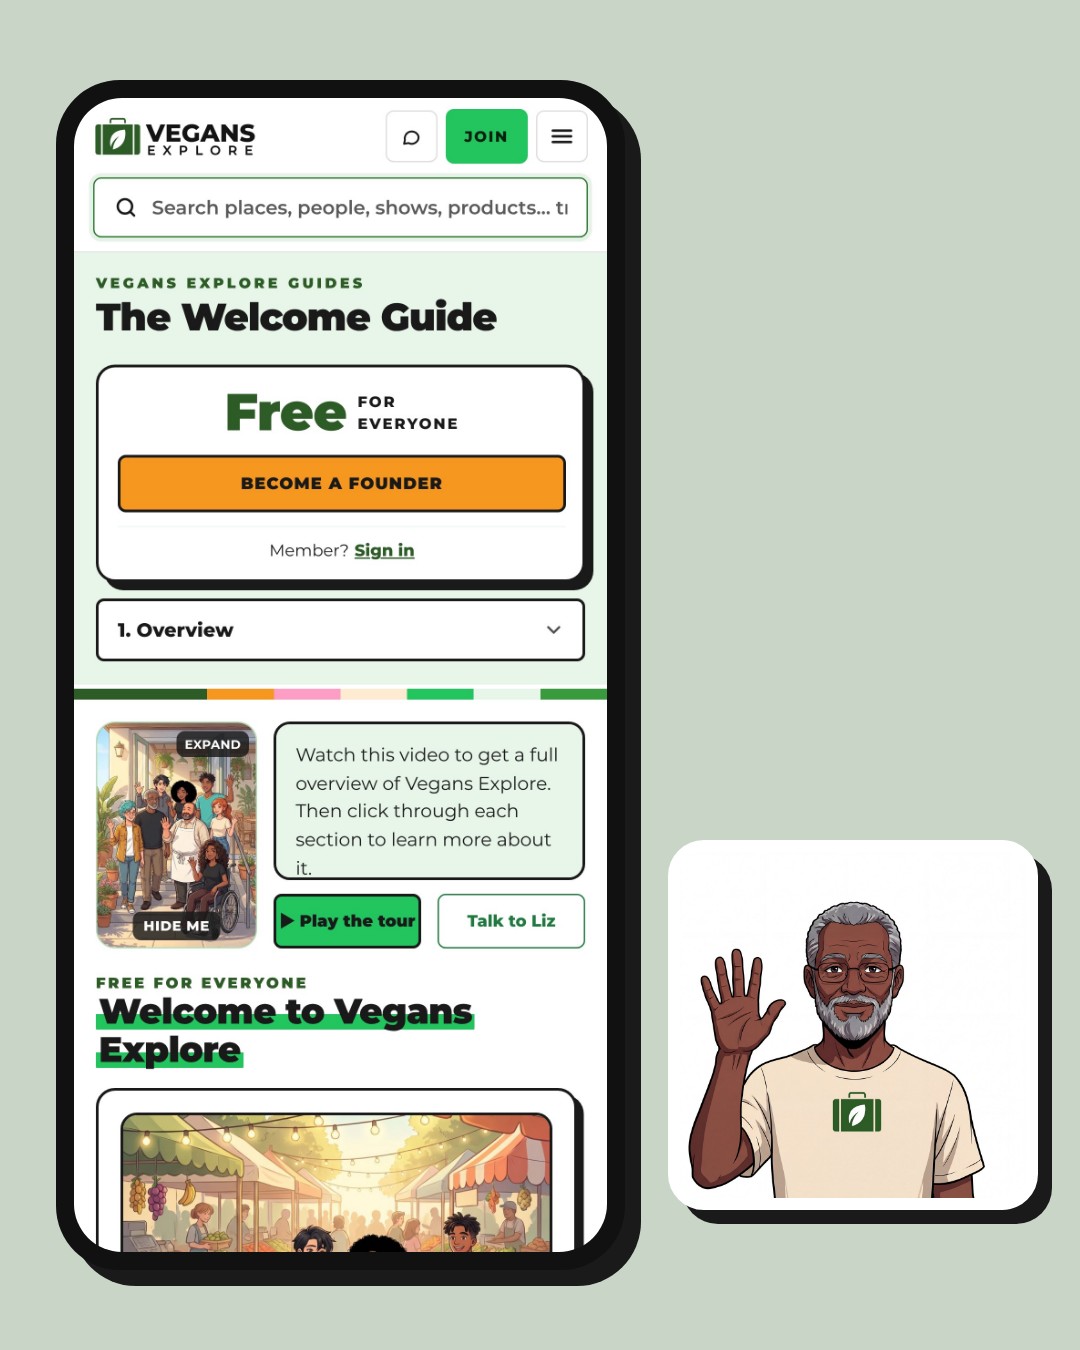 VEGANS
EXPLORE
JOIN
Search places, people, shows, products... tr
VEGANS EXPLORE GUIDES
The Welcome Guide
Free FOR
EVERYONE
BECOME A FOUNDER
Member? Sign in
1. Overview
EXPAND
HIDE ME
Watch this video to get a full
overview of Vegans Explore.
Then click through each
section to learn more about
it.
Play the tour
Talk to Liz
FREE FOR EVERYONE
Welcome to Vegans
Explore